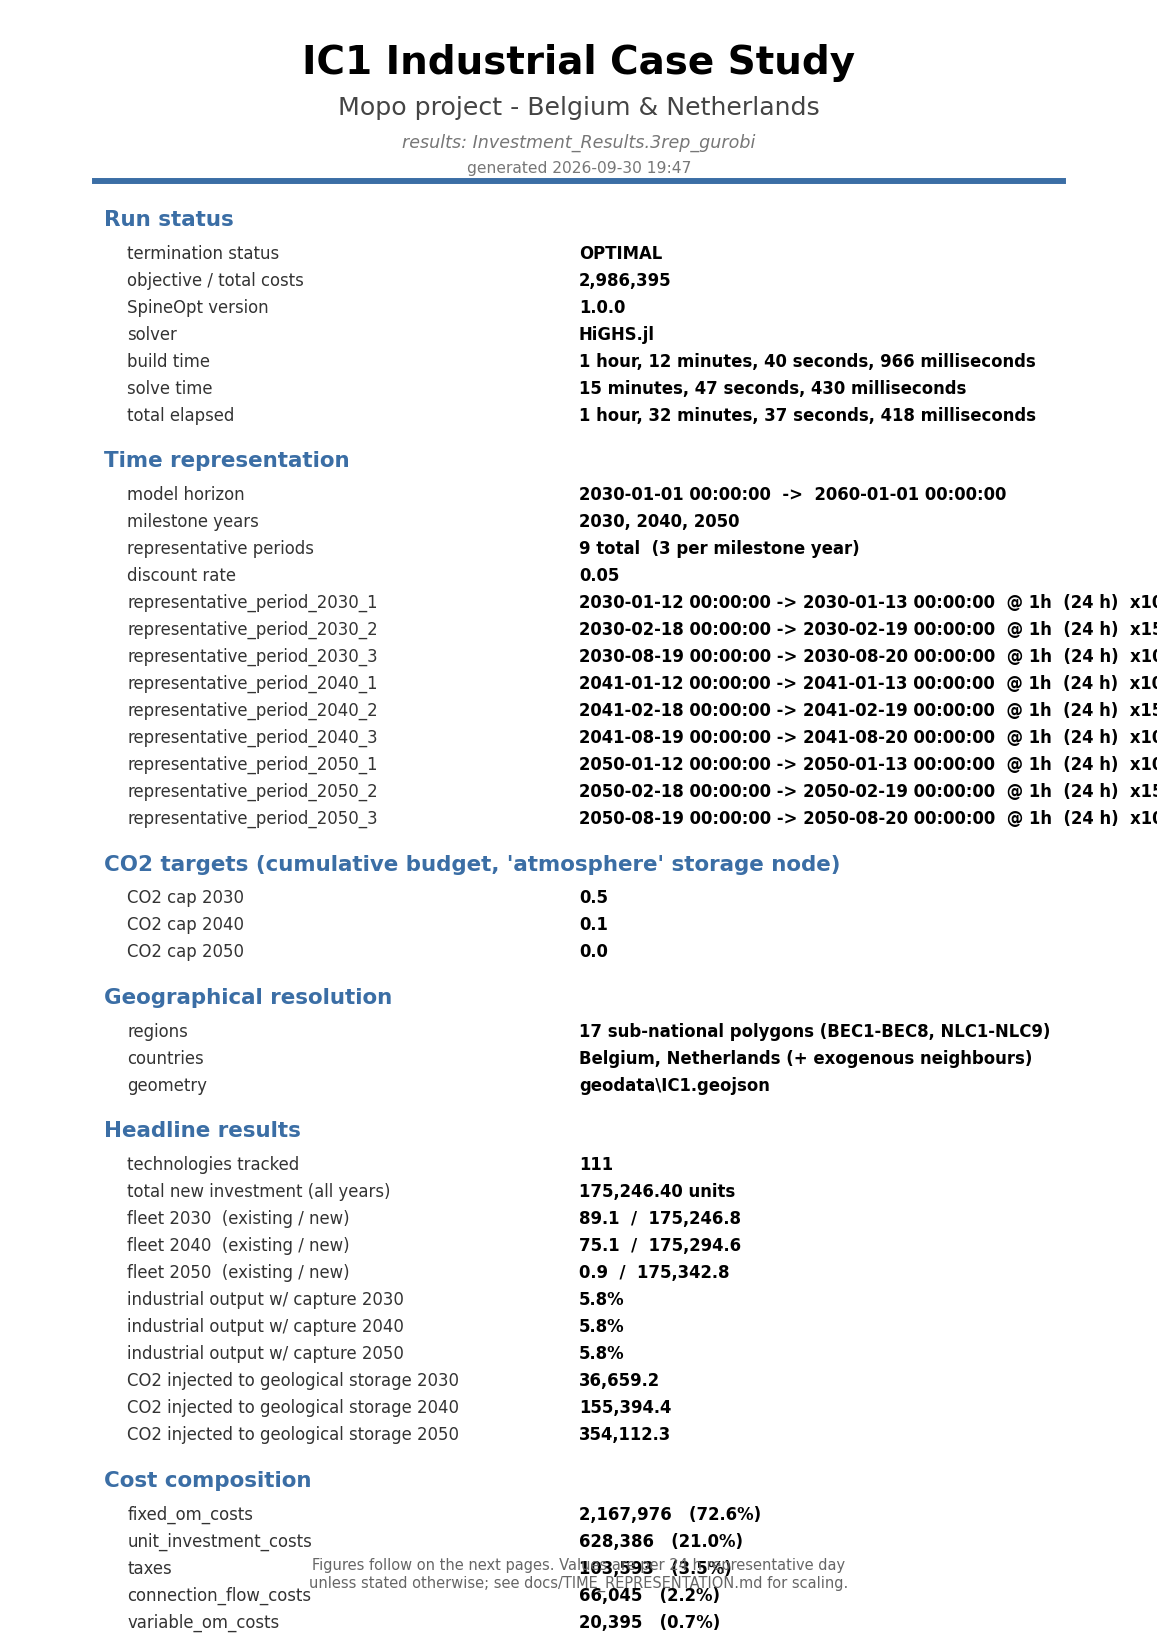 IC1 Industrial Case Study
Mopo project - Belgium & Netherlands
results: Investment_Results.3rep_gurobi
generated 2026-09-30 19:47
Run status
termination status OPTIMAL
objective / total costs 2,986,395
SpineOpt version 1.0.0
solver HiGHS.jl
build time 1 hour, 12 minutes, 40 seconds, 966 milliseconds
solve time 15 minutes, 47 seconds, 430 milliseconds
total elapsed 1 hour, 32 minutes, 37 seconds, 418 milliseconds
Time representation
model horizon 2030-01-01 00:00:00 -> 2060-01-01 00:00:00
milestone years 2030, 2040, 2050
representative periods 9 total (3 per milestone year)
discount rate 0.05
representative_period_2030_1 2030-01-12 00:00:00 -> 2030-01-13 00:00:00 @ 1h (24 h) x10
representative_period_2030_2 2030-02-18 00:00:00 -> 2030-02-19 00:00:00 @ 1h (24 h) x15
representative_period_2030_3 2030-08-19 00:00:00 -> 2030-08-20 00:00:00 @ 1h (24 h) x10
representative_period_2040_1 2041-01-12 00:00:00 -> 2041-01-13 00:00:00 @ 1h (24 h) x10
representative_period_2040_2 2041-02-18 00:00:00 -> 2041-02-19 00:00:00 @ 1h (24 h) x15
representative_period_2040_3 2041-08-19 00:00:00 -> 2041-08-20 00:00:00 @ 1h (24 h) x10
representative_period_2050_1 2050-01-12 00:00:00 -> 2050-01-13 00:00:00 @ 1h (24 h) x10
representative_period_2050_2 2050-02-18 00:00:00 -> 2050-02-19 00:00:00 @ 1h (24 h) x15
representative_period_2050_3 2050-08-19 00:00:00 -> 2050-08-20 00:00:00 @ 1h (24 h) x10
CO2 targets (cumulative budget, 'atmosphere' storage node)
CO2 cap 2030 0.5
CO2 cap 2040 0.1
CO2 cap 2050 0.0
Geographical resolution
regions 17 sub-national polygons (BEC1-BEC8, NLC1-NLC9)
countries Belgium, Netherlands (+ exogenous neighbours)
geometry geodata\IC1.geojson
Headline results
technologies tracked 111
total new investment (all years) 175,246.40 units
fleet 2030 (existing / new) 89.1 / 175,246.8
fleet 2040 (existing / new) 75.1 / 175,294.6
fleet 2050 (existing / new) 0.9 / 175,342.8
industrial output w/ capture 2030 5.8%
industrial output w/ capture 2040 5.8%
industrial output w/ capture 2050 5.8%
CO2 injected to geological storage 2030 36,659.2
CO2 injected to geological storage 2040 155,394.4
CO2 injected to geological storage 2050 354,112.3
Cost composition
fixed_om_costs 2,167,976 (72.6%)
unit_investment_costs 628,386 (21.0%)
taxes 103,593 (3.5%)
Figures follow on the next pages. Values are per 24 h representative day
unless stated otherwise; see docs/TIME_REPRESENTATION.md for scaling.
connection_flow_costs 66,045 (2.2%)
variable_om_costs 20,395 (0.7%)